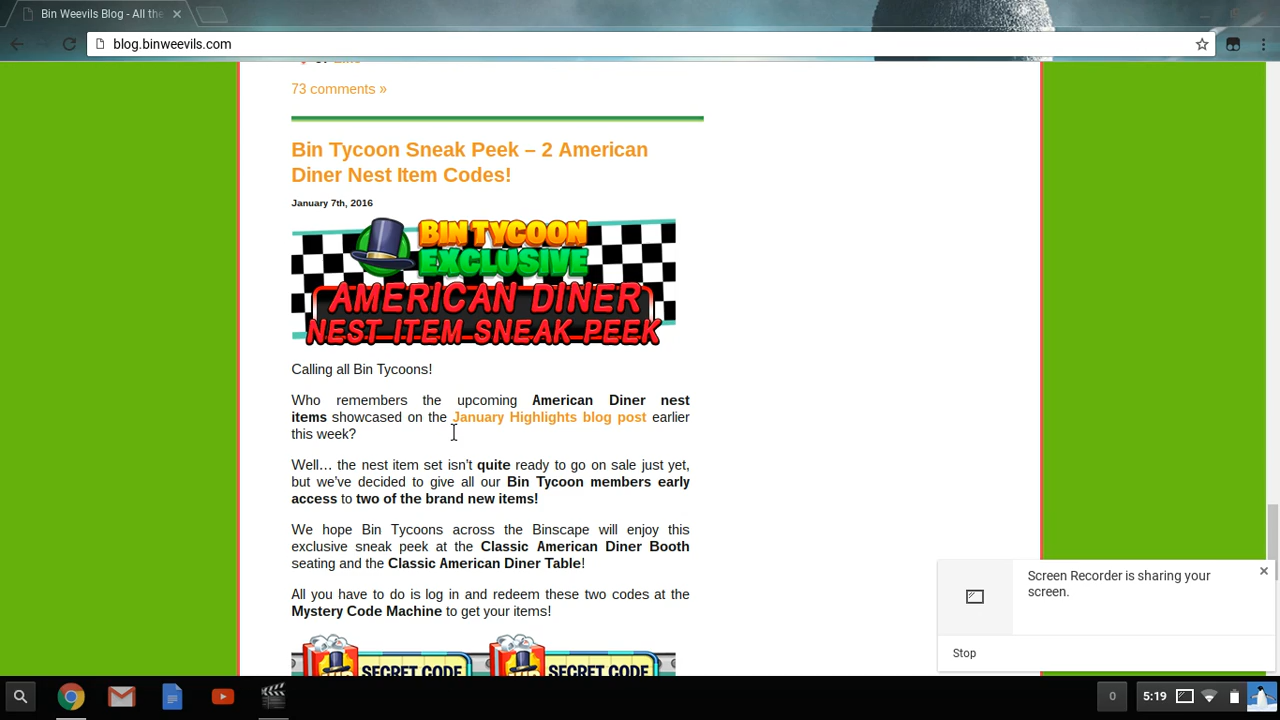 Bin Weevils Blog - All the
blog.binweevils.com
73 comments »
Bin Tycoon Sneak Peek – 2 American
Diner Nest Item Codes!
January 7th, 2016
BIN TYCOON
EXCLUSIVE
AMERICAN DINER
NEST ITEM SNEAK PEEK
Calling all Bin Tycoons!
Who remembers the upcoming American Diner nest
items showcased on the January Highlights blog post earlier
this week?
Well… the nest item set isn’t quite ready to go on sale just yet,
but we’ve decided to give all our Bin Tycoon members early
access to two of the brand new items!
We hope Bin Tycoons across the Binscape will enjoy this
exclusive sneak peek at the Classic American Diner Booth
seating and the Classic American Diner Table!
All you have to do is log in and redeem these two codes at the
Mystery Code Machine to get your items!
SECRET CODE SECRET CODE
Screen Recorder is sharing your
screen.
Stop
0 5:19